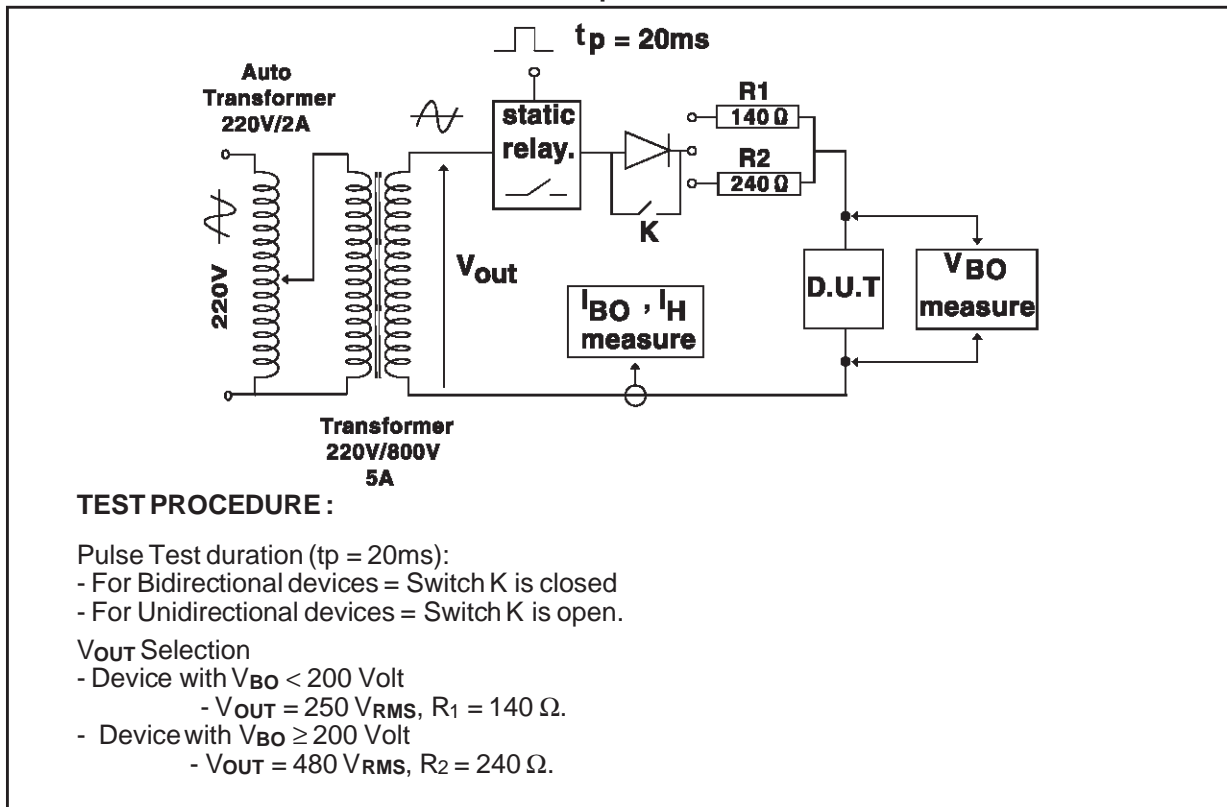 tp = 20ms
Auto
Transformer
220V/2A
static
relay.
R1
140 Ω
R2
240 Ω
K
220V
Vout
IBO , IH
measure
D.U.T
VBO
measure
Transformer
220V/800V
5A
TEST PROCEDURE :
Pulse Test duration (tp = 20ms):
- For Bidirectional devices = Switch K is closed
- For Unidirectional devices = Switch K is open.
VOUT Selection
- Device with VBO < 200 Volt
- VOUT = 250 VRMS, R1 = 140 Ω.
- Device with VBO ≥ 200 Volt
- VOUT = 480 VRMS, R2 = 240 Ω.